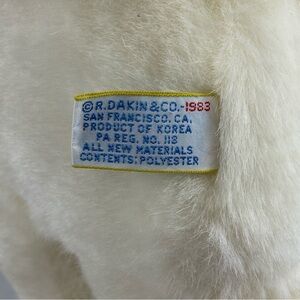 ©R.DAKIN&CO.-1983
SAN FRANCISCO, CA.
PRODUCT OF KOREA
PA REG. NO. 118
ALL NEW MATERIALS
CONTENTS: POLYESTER